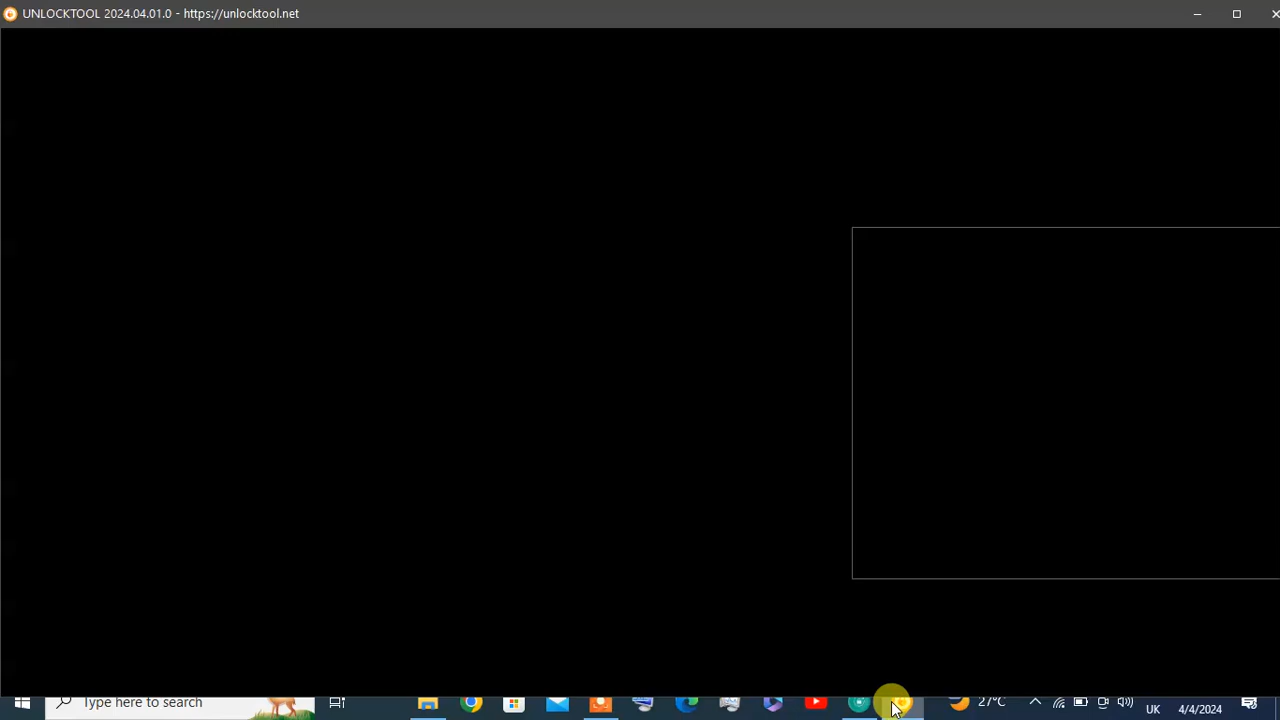 UNLOCKTOOL 2024.04.01.0 - https://unlocktool.net
Type here to search
27°C
UK
4/4/2024